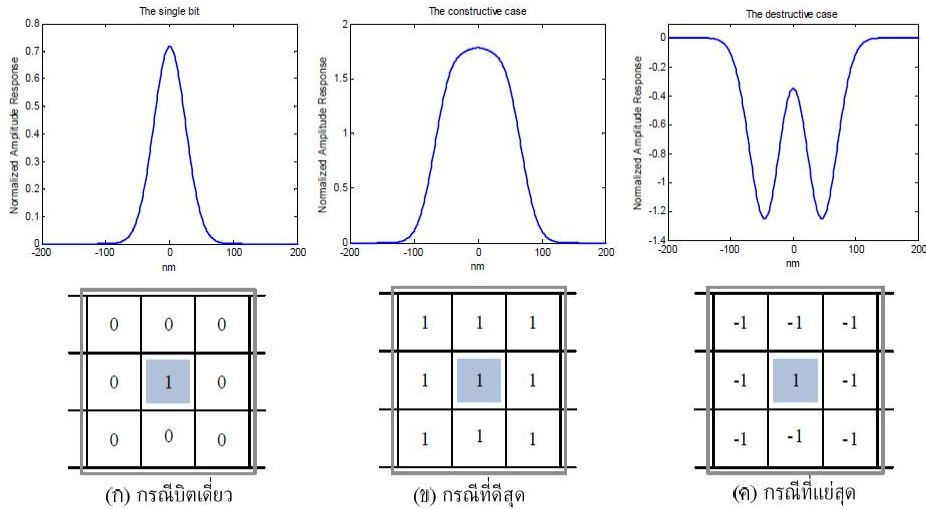 The single bit
Normalized Amplitude Response
0.8
0.7
0.6
0.5
0.4
0.3
0.2
0.1
0
-200 -100 0 100 200
nm
The constructive case
Normalized Amplitude Response
2
1.5
1
0.5
0
-200 -100 0 100 200
nm
The destructive case
Normalized Amplitude Response
0
-0.2
-0.4
-0.6
-0.8
-1
-1.2
-1.4
-200 -100 0 100 200
nm
0 0 0
0 1 0
0 0 0
(ก) กรณีบิตเดี่ยว
1 1 1
1 1 1
1 1 1
(ข) กรณีที่ดีสุด
-1 -1 -1
-1 1 -1
-1 -1 -1
(ค) กรณีที่แย่สุด